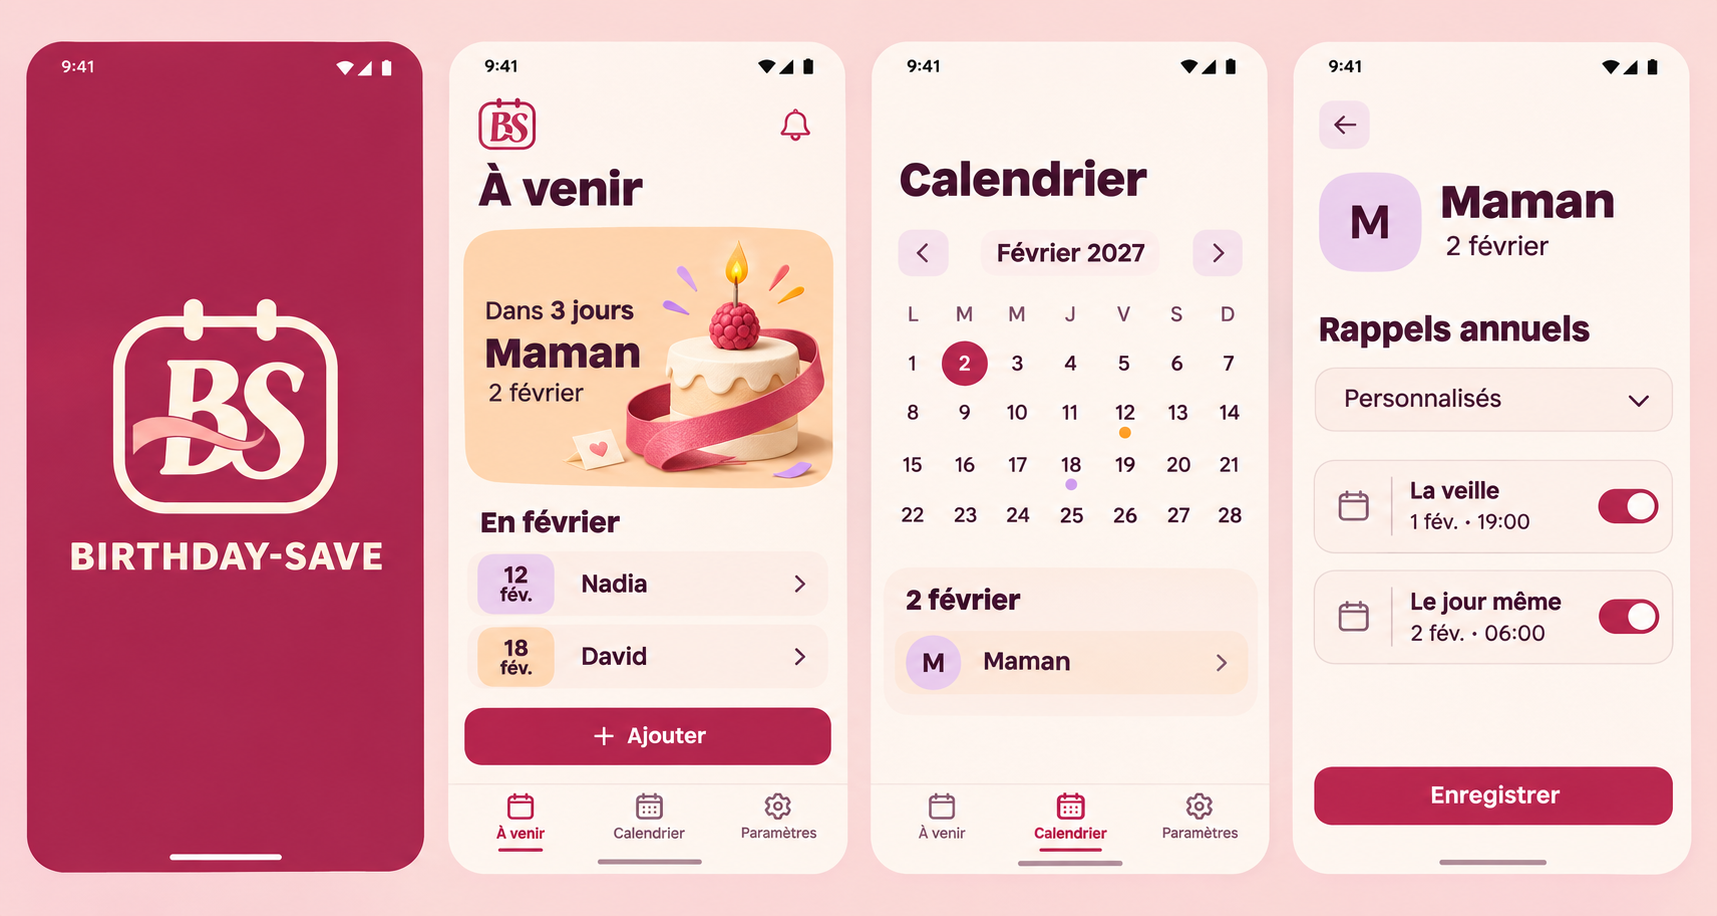 9:41
BS
BIRTHDAY-SAVE
9:41
BS
À venir
Dans 3 jours
Maman
2 février
En février
12
fév.
Nadia
18
fév.
David
+ Ajouter
À venir
Calendrier
Paramètres
9:41
Calendrier
Février 2027
L M M J V S D
1 2 3 4 5 6 7
8 9 10 11 12 13 14
15 16 17 18 19 20 21
22 23 24 25 26 27 28
2 février
M
Maman
À venir
Calendrier
Paramètres
9:41
M
Maman
2 février
Rappels annuels
Personnalisés
La veille
1 fév. • 19:00
Le jour même
2 fév. • 06:00
Enregistrer